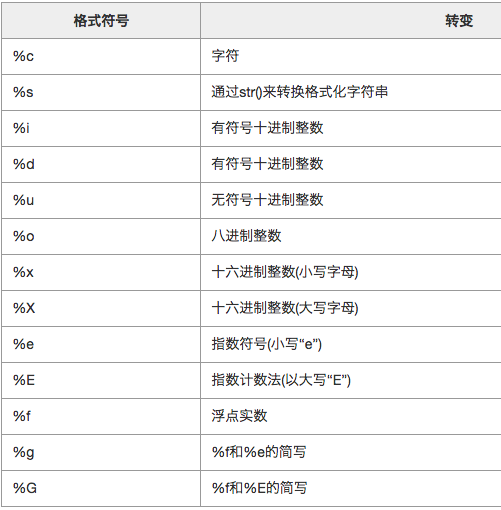 格式符号 转变
%c 字符
%s 通过str()来转换格式化字符串
%i 有符号十进制整数
%d 有符号十进制整数
%u 无符号十进制整数
%o 八进制整数
%x 十六进制整数(小写字母)
%X 十六进制整数(大写字母)
%e 指数符号(小写“e”)
%E 指数计数法(以大写“E”)
%f 浮点实数
%g %f和%e的简写
%G %f和%E的简写